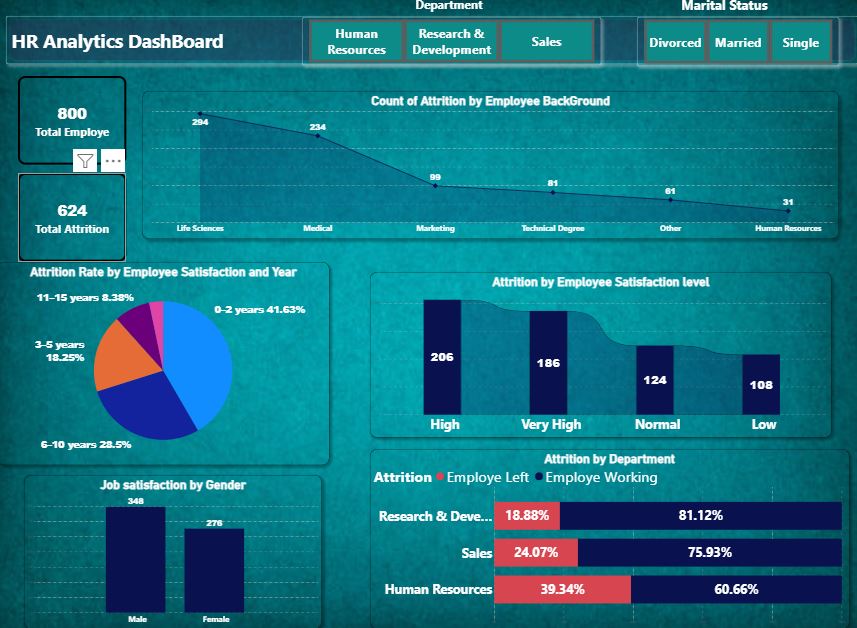 Department
Marital Status
HR Analytics DashBoard
Human
Resources
Research &
Development
Sales
Divorced
Married
Single
800
Total Employe
624
Total Attrition
Count of Attrition by Employee BackGround
294
234
99
81
61
31
Life Sciences
Medical
Marketing
Technical Degree
Other
Human Resources
Attrition Rate by Employee Satisfaction and Year
11–15 years 8.38%
0–2 years 41.63%
3–5 years
18.25%
6–10 years 28.5%
Attrition by Employee Satisfaction level
206
186
124
108
High
Very High
Normal
Low
Job satisfaction by Gender
348
276
Male
Female
Attrition by Department
Attrition Employe Left Employe Working
Research & Deve... 18.88% 81.12%
Sales 24.07% 75.93%
Human Resources 39.34% 60.66%